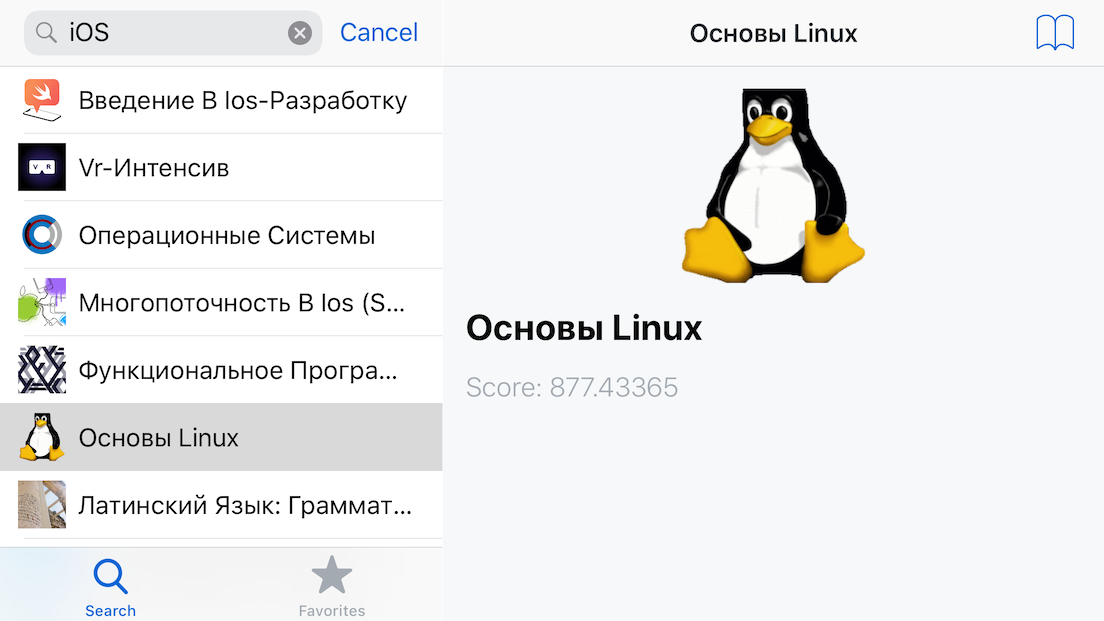 iOS
Cancel
Введение В Ios-Разработку
VR
Vr-Интенсив
Операционные Системы
Многопоточность В Ios (S...
Функциональное Програ...
Основы Linux
Латинский Язык: Граммат...
Search
Favorites
Основы Linux
Основы Linux
Score: 877.43365